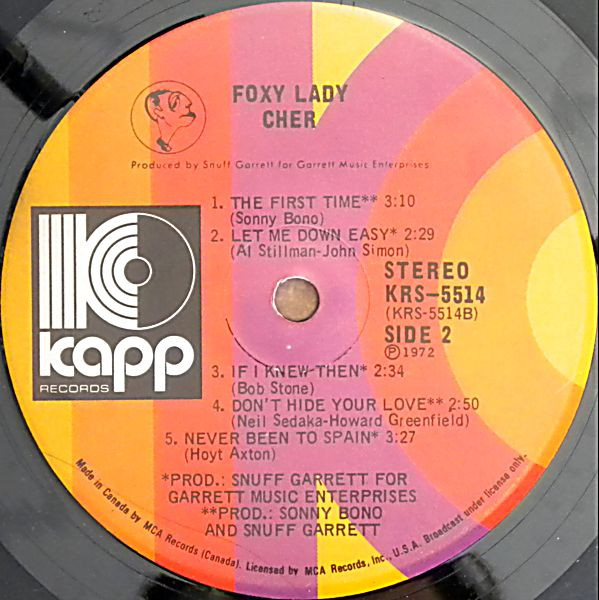 FOXY LADY
CHER
Produced by Snuff Garrett for Garrett Music Enterprises
1. THE FIRST TIME** 3:10
(Sonny Bono)
2. LET ME DOWN EASY* 2:29
(Al Stillman-John Simon)
STEREO
KRS-5514
(KRS-5514B)
SIDE 2
℗ 1972
kapp
RECORDS
3. IF I KNEW THEN* 2:34
(Bob Stone)
4. DON'T HIDE YOUR LOVE** 2:50
(Neil Sedaka-Howard Greenfield)
5. NEVER BEEN TO SPAIN* 3:27
(Hoyt Axton)
*PROD.: SNUFF GARRETT FOR
GARRETT MUSIC ENTERPRISES
**PROD.: SONNY BONO
AND SNUFF GARRETT
Made in Canada by MCA Records (Canada). Licensed by MCA Records, Inc., U.S.A. Broadcast under license only.